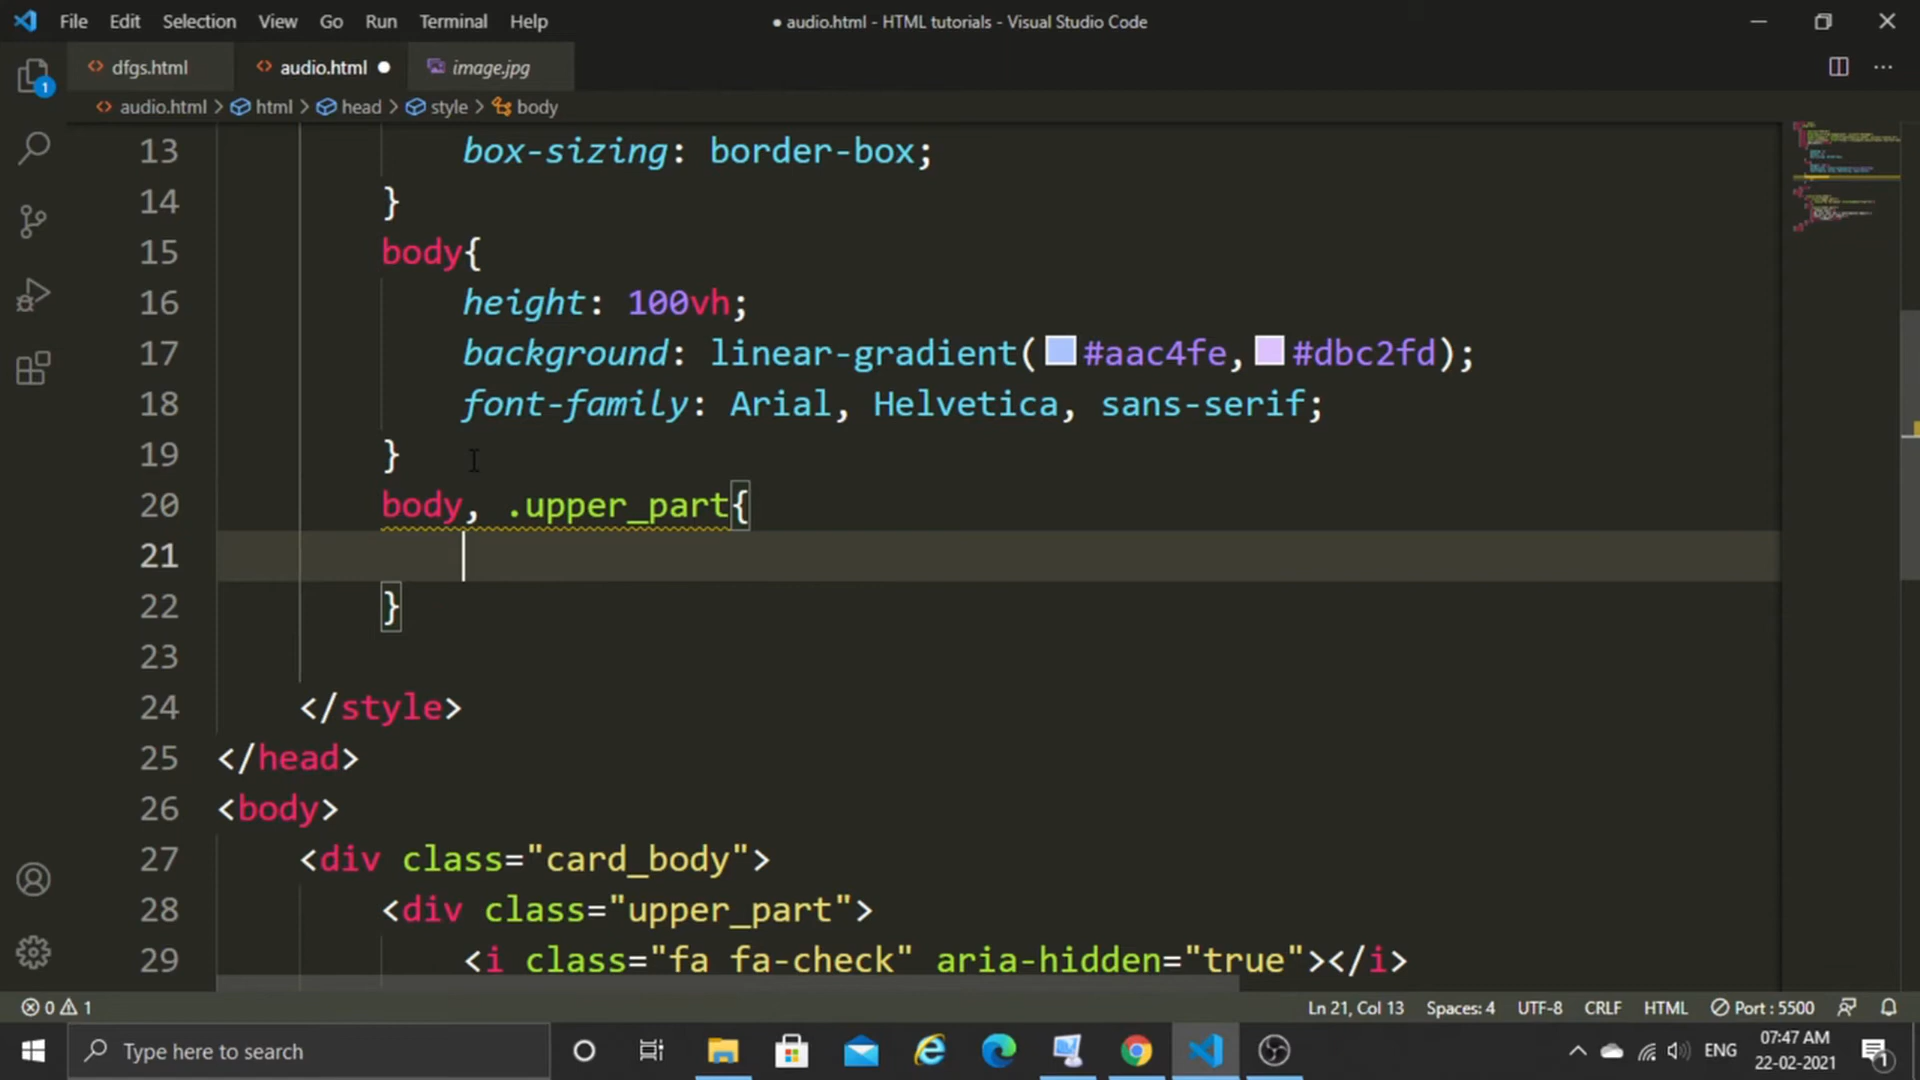 File Edit Selection View Go Run Terminal Help
● audio.html - HTML tutorials - Visual Studio Code
dfgs.html
audio.html ●
image.jpg
audio.html > html > head > style > body
13 box-sizing: border-box;
14 }
15 body{
16 height: 100vh;
17 background: linear-gradient(#aac4fe,#dbc2fd);
18 font-family: Arial, Helvetica, sans-serif;
19 }
20 body, .upper_part{
21
22 }
23
24 </style>
25 </head>
26 <body>
27 <div class="card_body">
28 <div class="upper_part">
29 <i class="fa fa-check" aria-hidden="true"></i>
1
0 1
Ln 21, Col 13 Spaces: 4 UTF-8 CRLF HTML Port : 5500
Type here to search
ENG
07:47 AM
22-02-2021
1